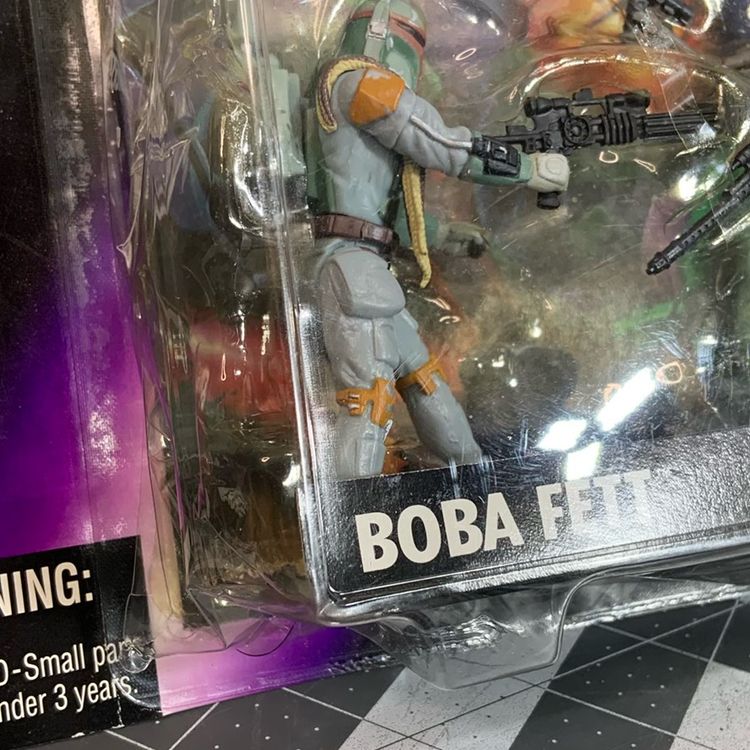 BOBA FETT
NING:
O-Small par
nder 3 years.